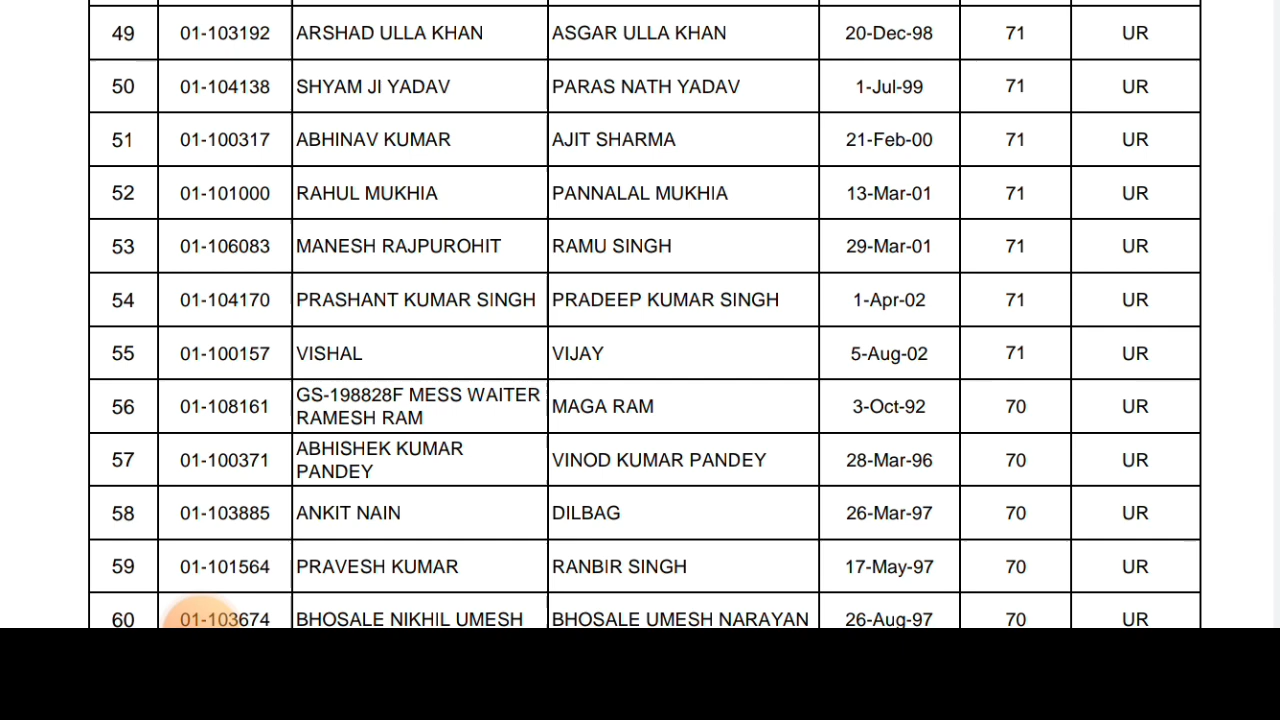 49 01-103192 ARSHAD ULLA KHAN ASGAR ULLA KHAN 20-Dec-98 71 UR
50 01-104138 SHYAM JI YADAV PARAS NATH YADAV 1-Jul-99 71 UR
51 01-100317 ABHINAV KUMAR AJIT SHARMA 21-Feb-00 71 UR
52 01-101000 RAHUL MUKHIA PANNALAL MUKHIA 13-Mar-01 71 UR
53 01-106083 MANESH RAJPUROHIT RAMU SINGH 29-Mar-01 71 UR
54 01-104170 PRASHANT KUMAR SINGH PRADEEP KUMAR SINGH 1-Apr-02 71 UR
55 01-100157 VISHAL VIJAY 5-Aug-02 71 UR
56 01-108161 GS-198828F MESS WAITER
RAMESH RAM MAGA RAM 3-Oct-92 70 UR
57 01-100371 ABHISHEK KUMAR
PANDEY VINOD KUMAR PANDEY 28-Mar-96 70 UR
58 01-103885 ANKIT NAIN DILBAG 26-Mar-97 70 UR
59 01-101564 PRAVESH KUMAR RANBIR SINGH 17-May-97 70 UR
60 01-103674 BHOSALE NIKHIL UMESH BHOSALE UMESH NARAYAN 26-Aug-97 70 UR